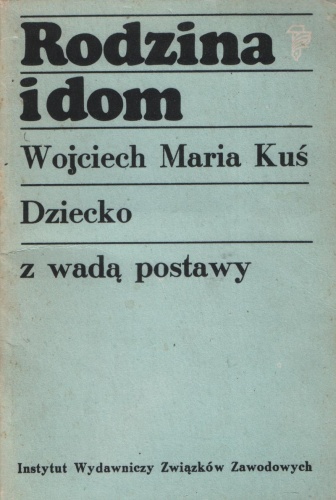 Rodzina
i dom
Wojciech Maria Kuś
Dziecko
z wadą postawy
Instytut Wydawniczy Związków Zawodowych